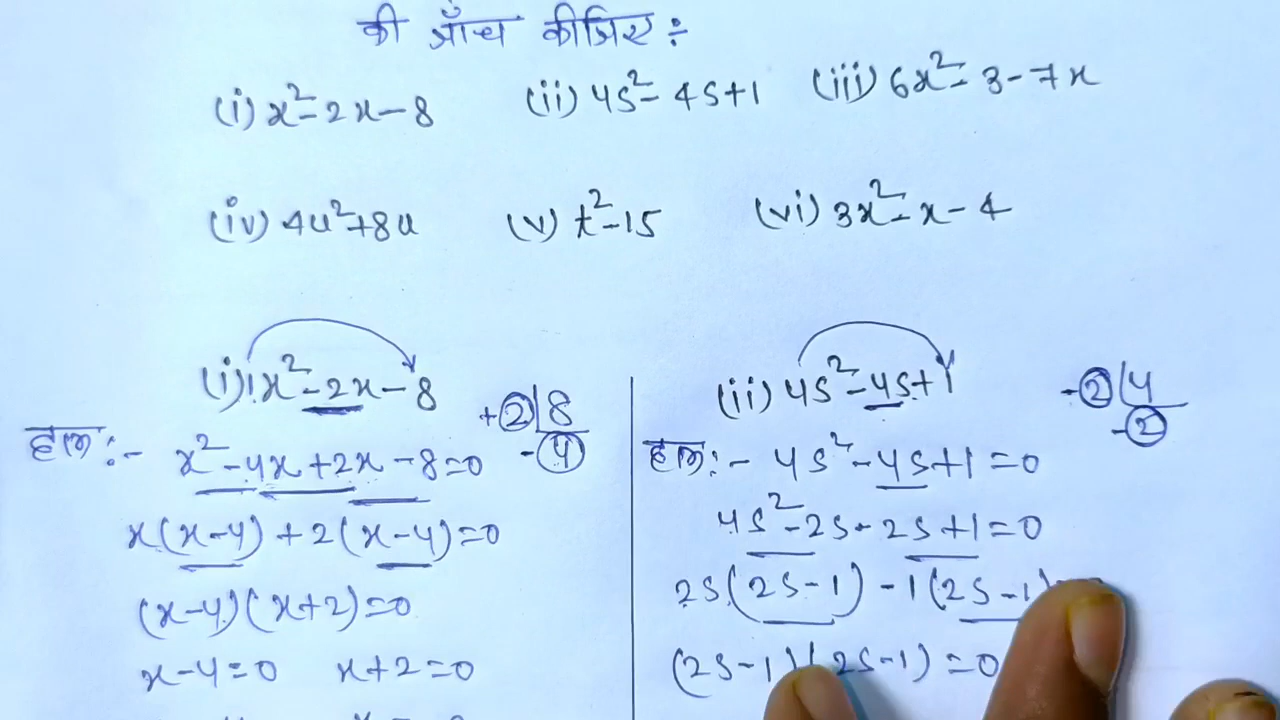 की जाँच कीजिए :
(i) x²-2x-8 (ii) 4s²-4s+1 (iii) 6x²-3-7x
(iv) 4u²+8u (v) t²-15 (vi) 3x²-x-4
(i) 1x²-2x-8
+2|8
-4
हल:- x²-4x+2x-8=0
x(x-4)+2(x-4)=0
(x-4)(x+2)=0
x-4=0 x+2=0
(ii) 4s²-4s+1
-2|4
-2
हल:- 4s²-4s+1=0
4s²-2s-2s+1=0
2s(2s-1)-1(2s-1)
(2s-1)(2s-1)=0